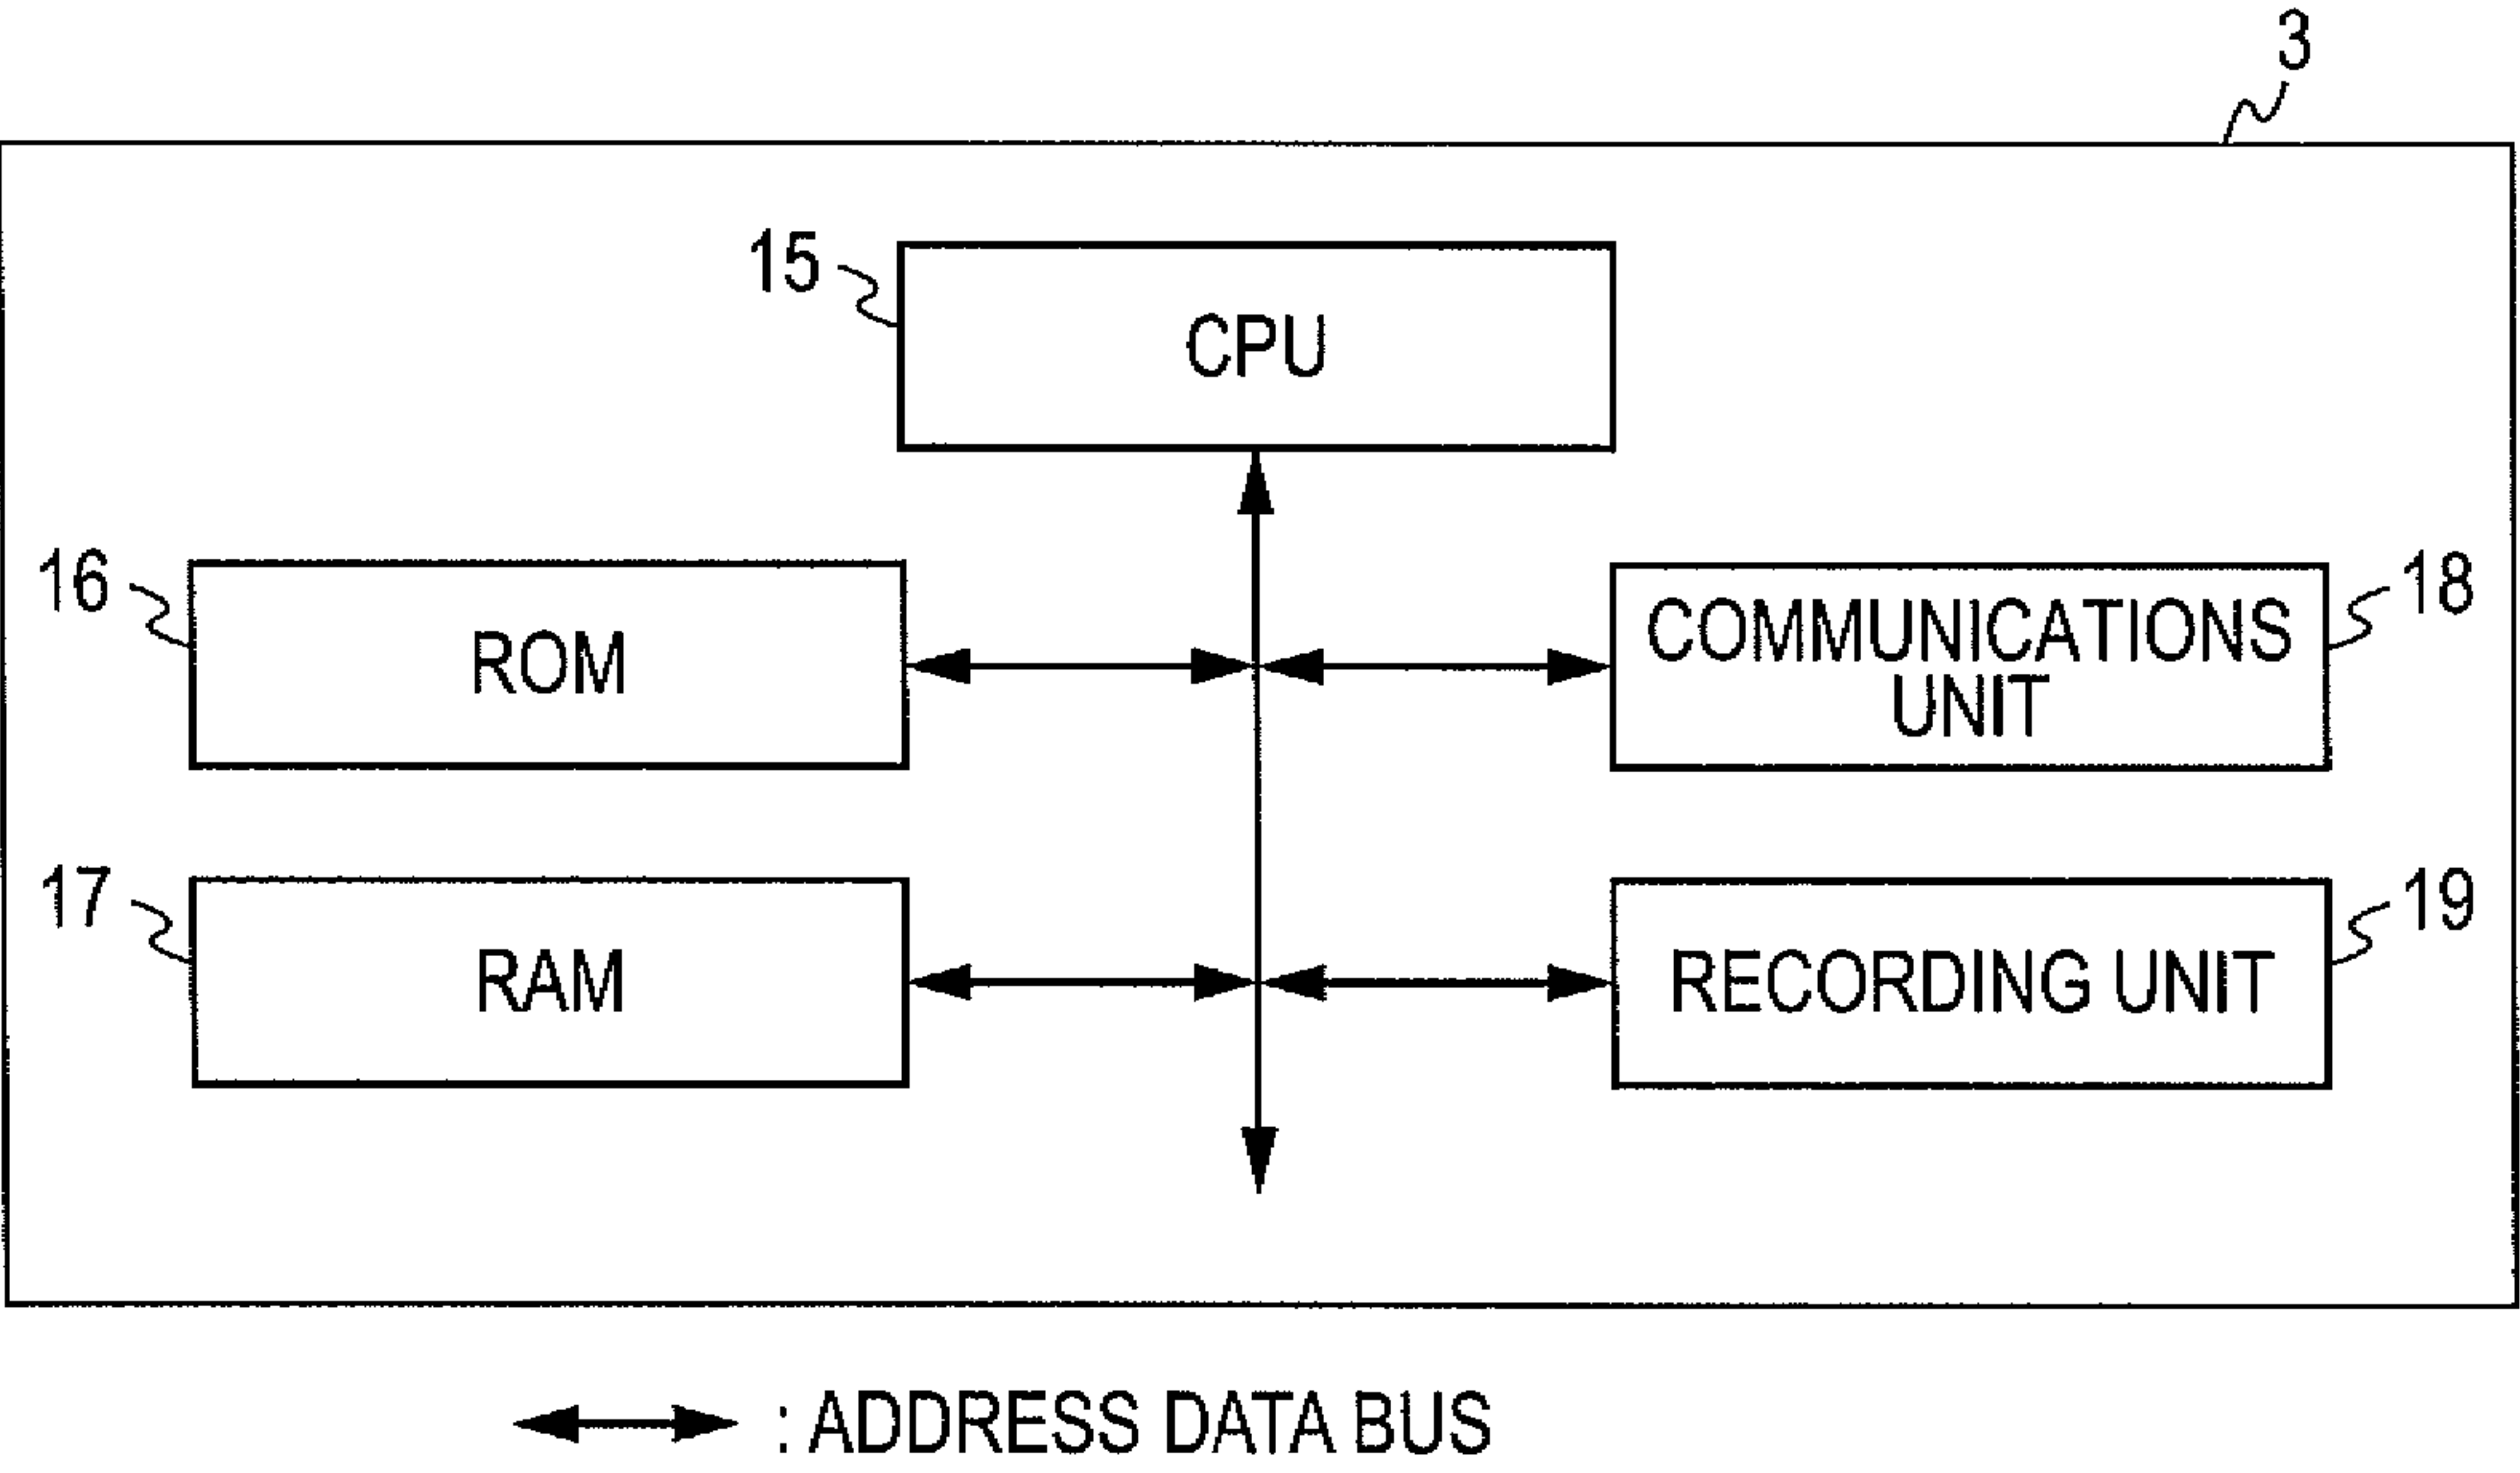 3
15
CPU
16
ROM
COMMUNICATIONS
UNIT
18
17
RAM
RECORDING UNIT
19
: ADDRESS DATA BUS